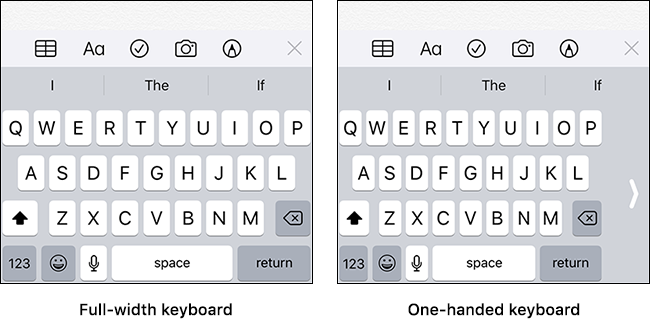 Aa
Aa
I The If
I The If
Q W E R T Y U I O P
Q W E R T Y U I O P
A S D F G H J K L
A S D F G H J K L
Z X C V B N M
Z X C V B N M
123 space return
123 space return
Full-width keyboard
One-handed keyboard